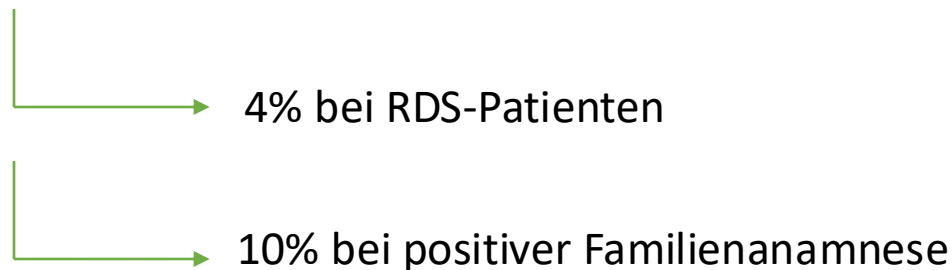 4% bei RDS-Patienten
10% bei positiver Familienanamnese